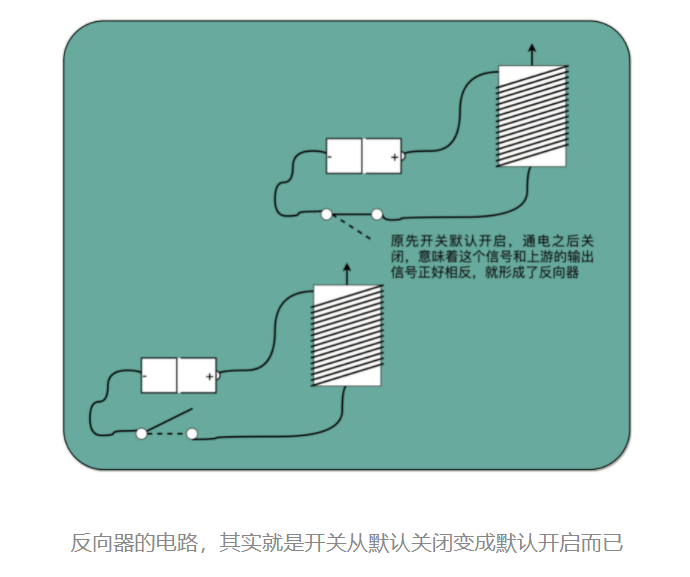 - +
原先开关默认开启，通电之后关
闭，意味着这个信号和上游的输出
信号正好相反，就形成了反向器
- +
反向器的电路，其实就是开关从默认关闭变成默认开启而已